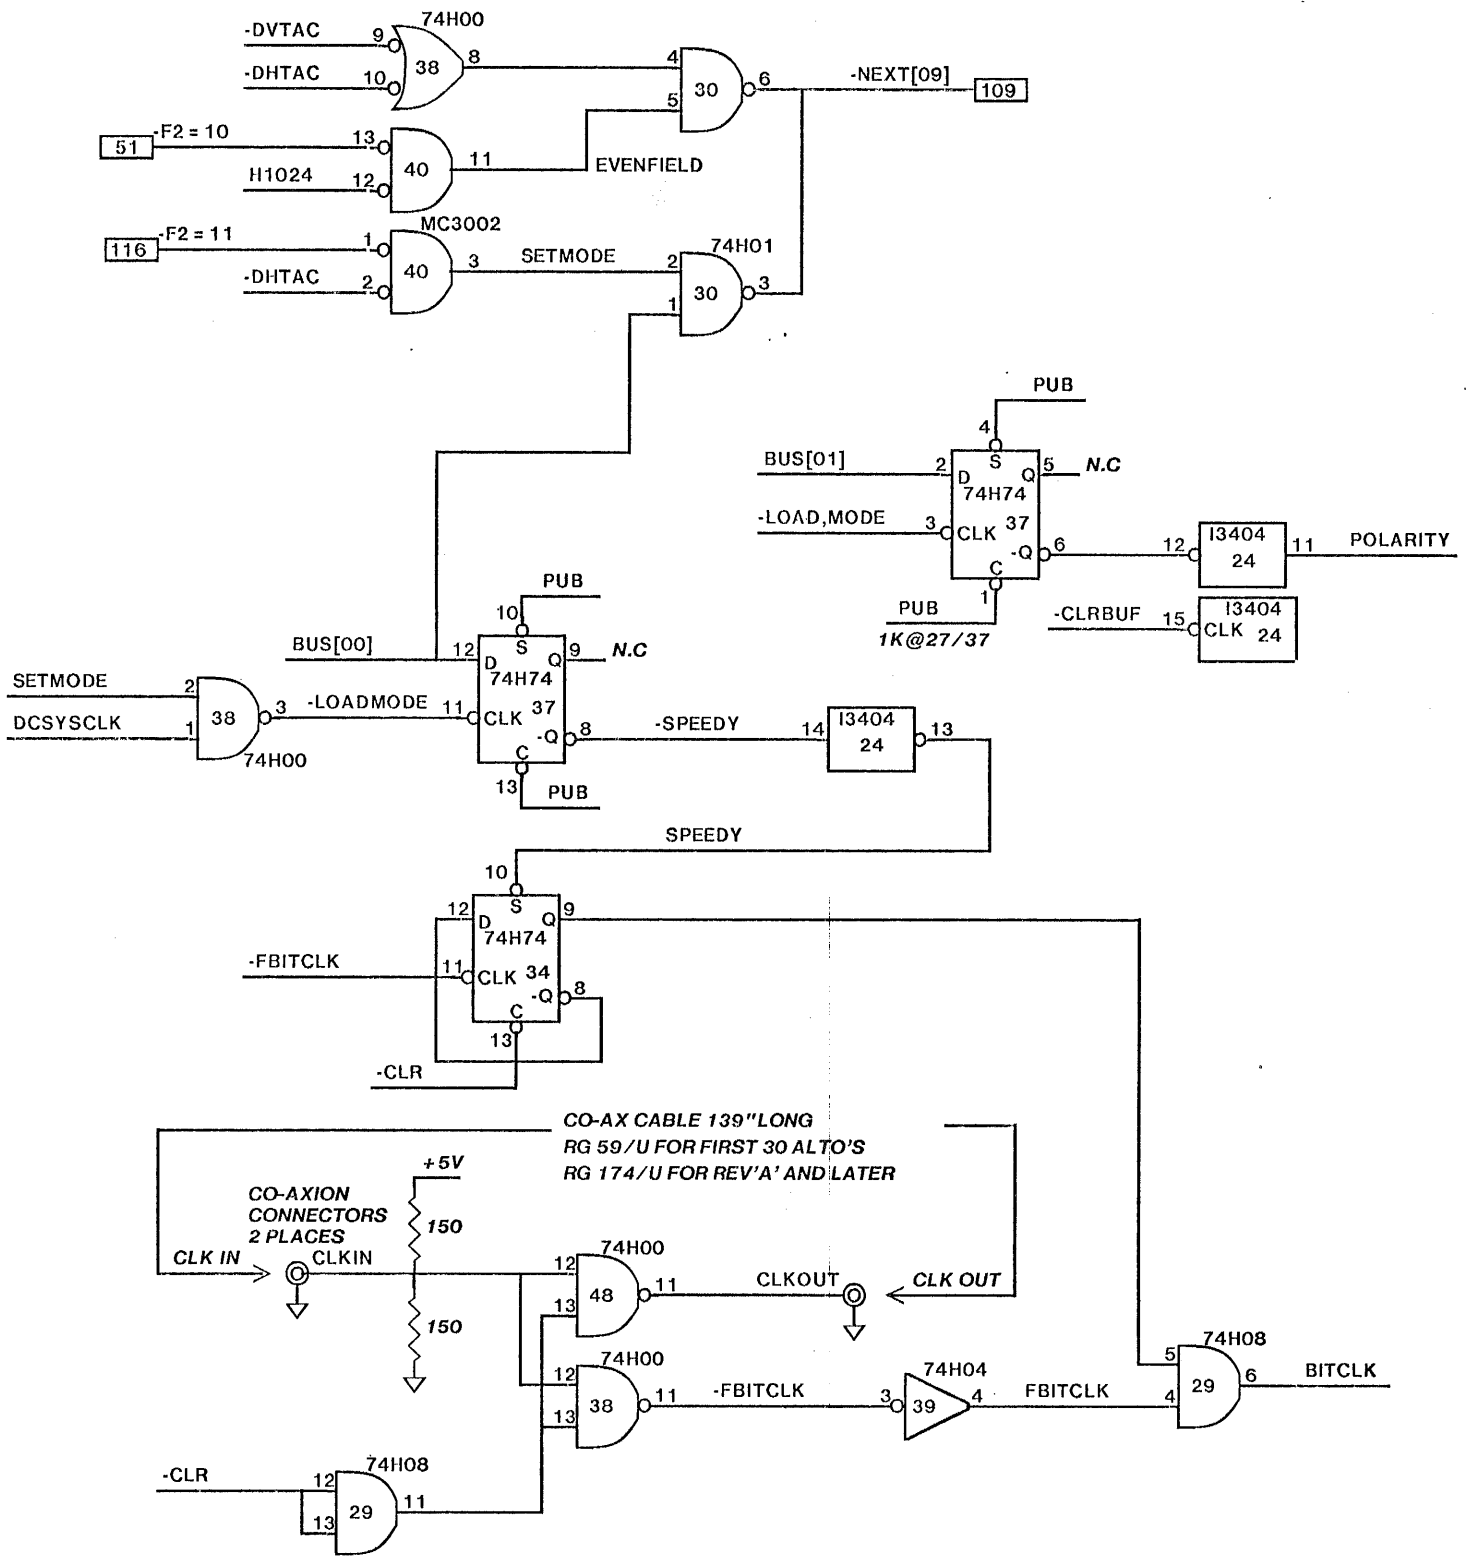 74H00
-DVTAC 9
-DHTAC 10 38 8
4 30 6 -NEXT[09] 109
5
51 -F2 = 10 13
40 11 EVENFIELD
H1024 12
MC3002
116 -F2 = 11 1
40 3 SETMODE 2
-DHTAC 2
74H01
30 3
1
PUB
4
BUS[01] 2 D S Q 5 N.C
74H74
-LOAD,MODE 3 CLK 37
-Q 6 12 I3404 24 11 POLARITY
C
1
PUB
1K@27/37
-CLRBUF 15 CLK I3404 24
PUB
10
BUS[00] 12 D S Q 9 N.C
74H74
SETMODE 2
38 3 -LOADMODE 11 CLK 37
DCSYSCLK 1
74H00
-Q 8 -SPEEDY 14 I3404 24 13
C
13 PUB
SPEEDY
10
12 D S Q 9
74H74
-FBITCLK 11 CLK 34
-Q 8
C
13
-CLR
CO-AX CABLE 139"LONG
RG 59/U FOR FIRST 30 ALTO'S
RG 174/U FOR REV'A' AND LATER
+5V
CO-AXION
CONNECTORS
2 PLACES
150
CLK IN CLKIN
74H00
12
48 11 CLKOUT CLK OUT
13
150
74H00
12
38 11 -FBITCLK 3 39 4 FBITCLK
13
74H04
74H08
5
29 6 BITCLK
4
74H08
-CLR 12
29 11
13